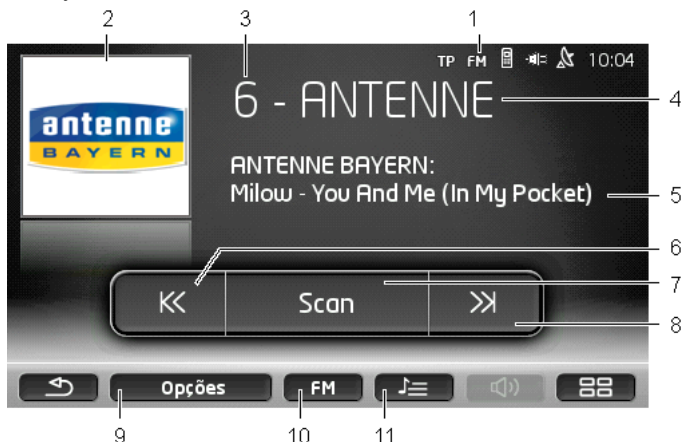 2 3 1
TP FM 10:04
6 - ANTENNE
4
antenne
BAYERN
ANTENNE BAYERN:
Milow - You And Me (In My Pocket)
5
6
Scan
7
8
Opções FM
9 10 11